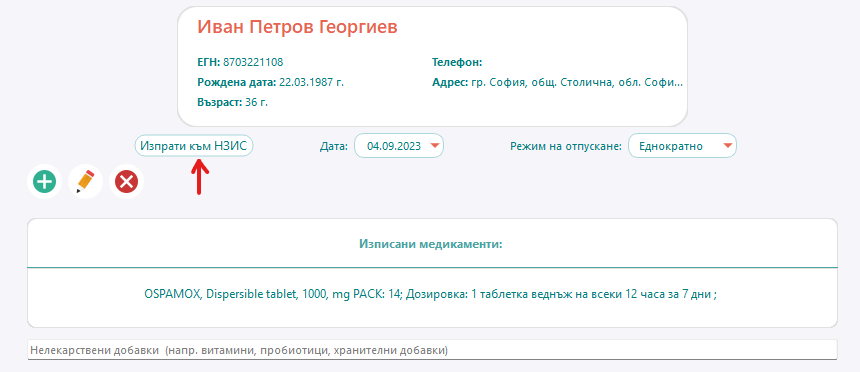 Иван Петров Георгиев
ЕГН: 8703221108 Телефон:
Рождена дата: 22.03.1987 г. Адрес: гр. София, общ. Столична, обл. Софи...
Възраст: 36 г.
Изпрати към НЗИС Дата: 04.09.2023 Режим на отпускане: Еднократно
Изписани медикаменти:
OSPAMOX, Dispersible tablet, 1000, mg PACK: 14; Дозировка: 1 таблетка веднъж на всеки 12 часа за 7 дни ;
Нелекарствени добавки (напр. витамини, пробиотици, хранителни добавки)